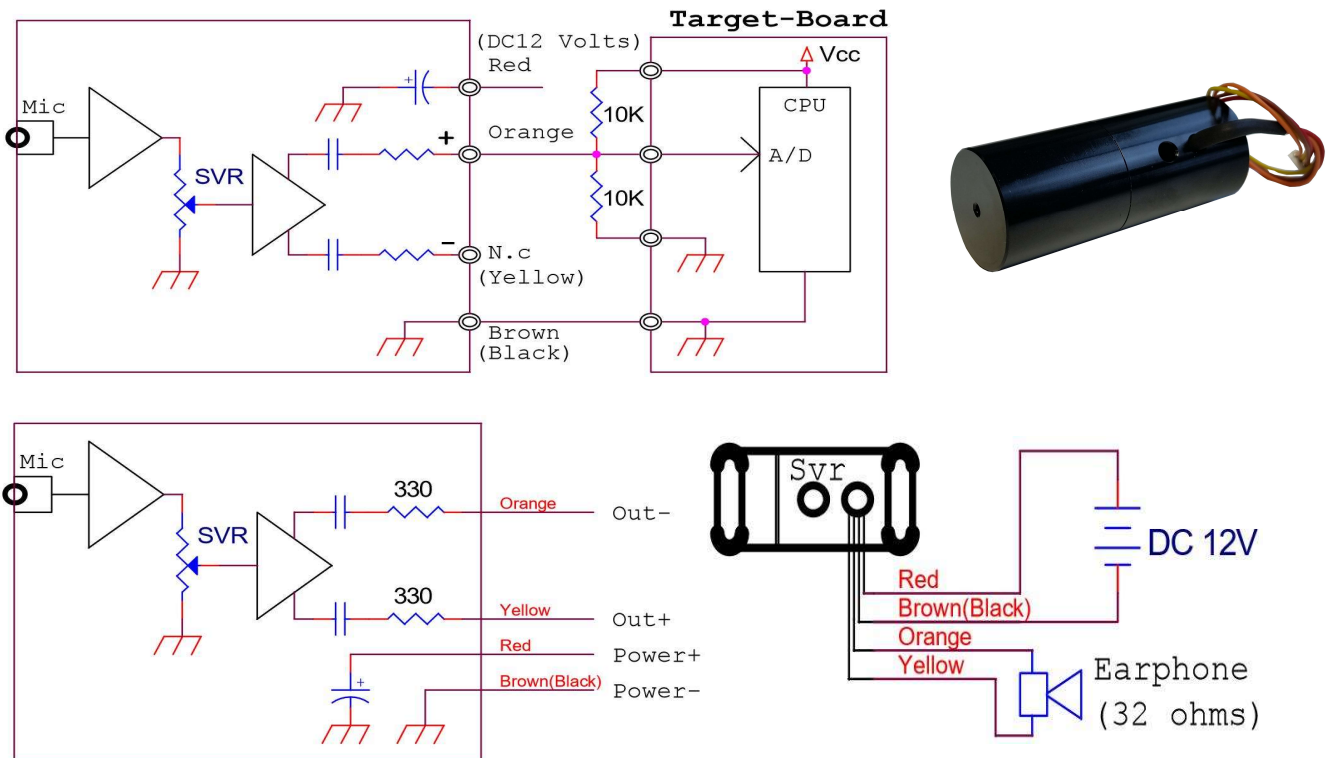 Target-Board
(DC12 Volts)
Red
Vcc
Mic
CPU
10K
+
Orange
A/D
SVR
10K
-
N.c
(Yellow)
Brown
(Black)
+
Mic
330
Orange
Out-
SVR
330
Yellow
Out+
Red
Power+
+
Brown(Black)
Power-
Svr
DC 12V
Red
Brown(Black)
Orange
Yellow
Earphone
(32 ohms)